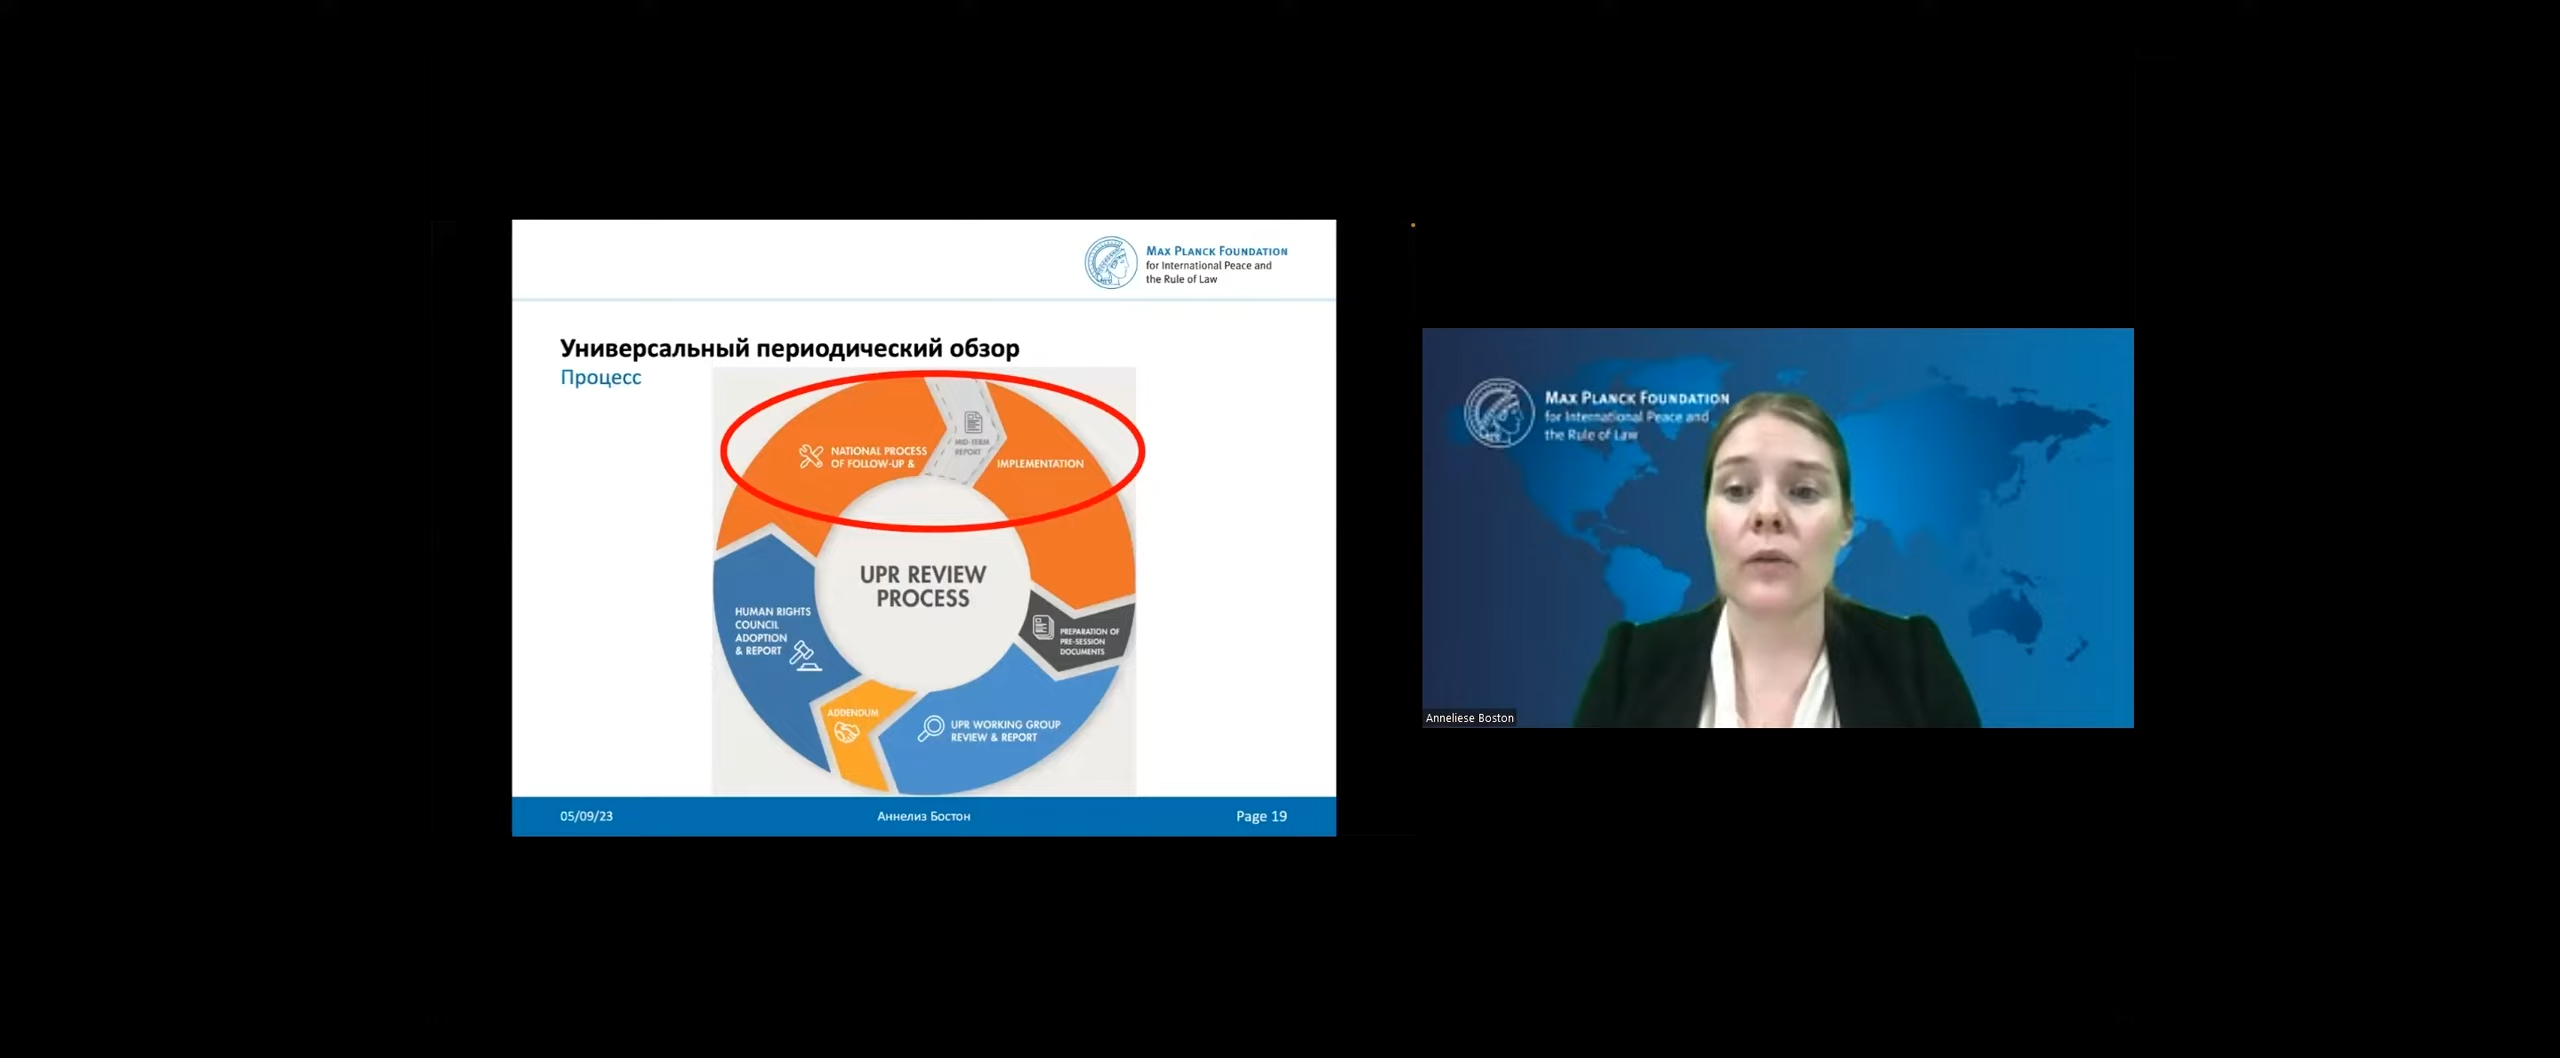 MAX PLANCK FOUNDATION
for International Peace and
the Rule of Law
Универсальный периодический обзор
Процесс
NATIONAL PROCESS
OF FOLLOW-UP &
MID-TERM
REPORT
IMPLEMENTATION
UPR REVIEW
PROCESS
HUMAN RIGHTS
COUNCIL
ADOPTION
& REPORT
PREPARATION OF
PRE-SESSION
DOCUMENTS
ADDENDUM
UPR WORKING GROUP
REVIEW & REPORT
05/09/23
Аннелиз Бостон
Page 19
MAX PLANCK FOUNDATION
for International Peace and
the Rule of Law
Anneliese Boston